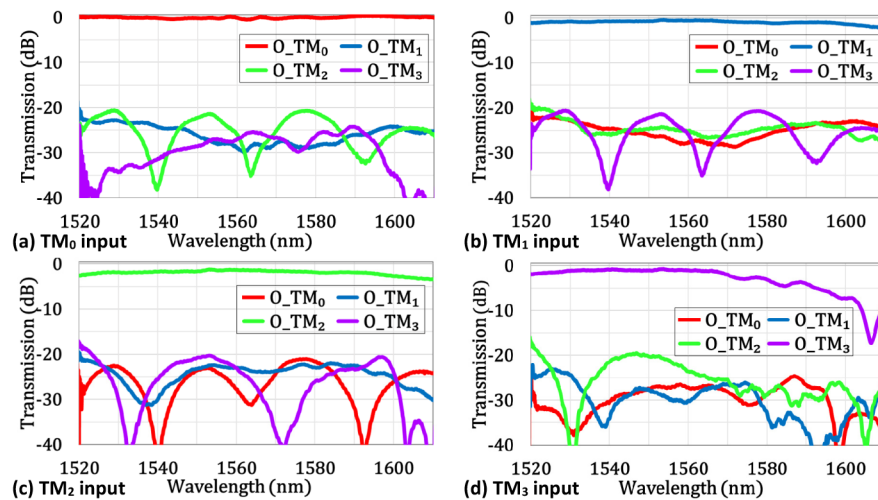 0
-10
-20
-30
-40
Transmission (dB)
O_TM₀ O_TM₁
O_TM₂ O_TM₃
1520 1540 1560 1580 1600
(a) TM₀ input Wavelength (nm)
0
-10
-20
-30
-40
Transmission (dB)
O_TM₀ O_TM₁
O_TM₂ O_TM₃
1520 1540 1560 1580 1600
(b) TM₁ input Wavelength (nm)
0
-10
-20
-30
-40
Transmission (dB)
O_TM₀ O_TM₁
O_TM₂ O_TM₃
1520 1540 1560 1580 1600
(c) TM₂ input Wavelength (nm)
0
-10
-20
-30
-40
Transmission (dB)
O_TM₀ O_TM₁
O_TM₂ O_TM₃
1520 1540 1560 1580 1600
(d) TM₃ input Wavelength (nm)